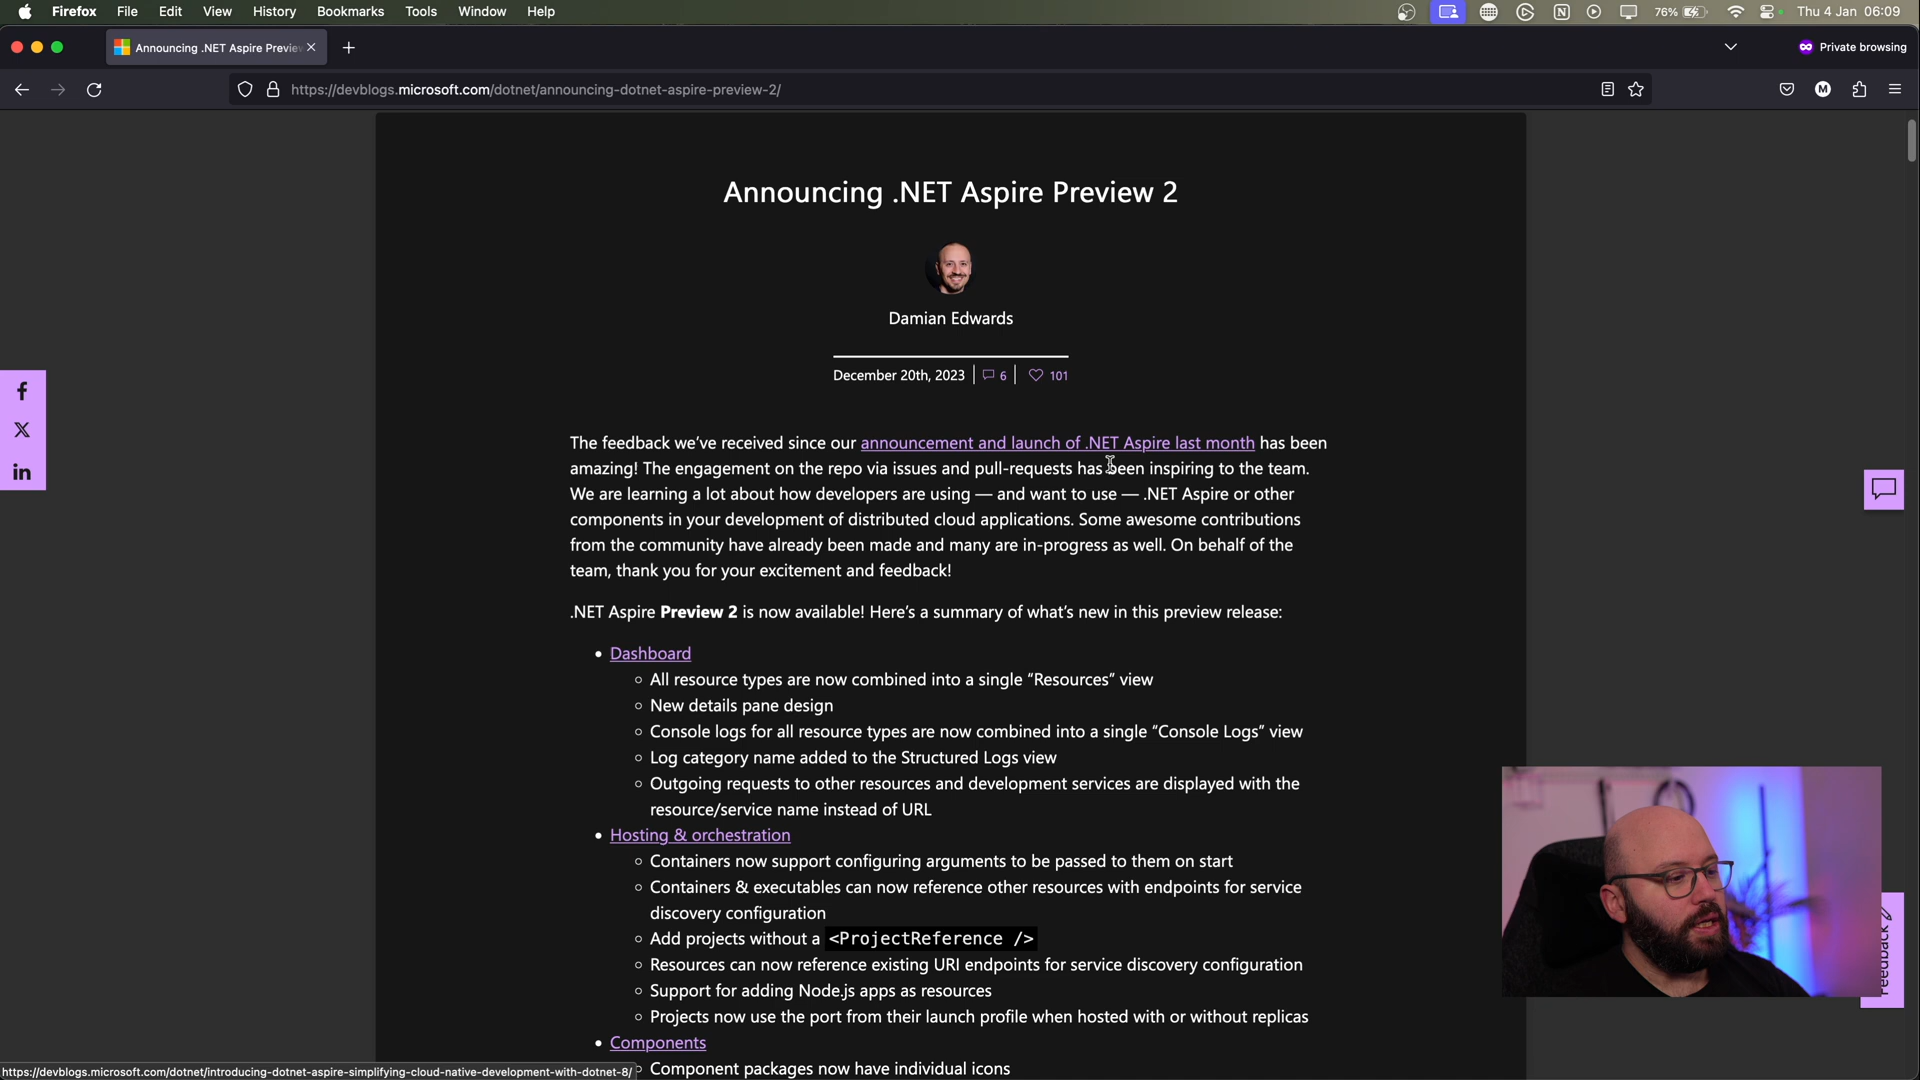 Firefox File Edit View History Bookmarks Tools Window Help 76% Thu 4 Jan 06:09
Announcing .NET Aspire Preview
Private browsing
https://devblogs.microsoft.com/dotnet/announcing-dotnet-aspire-preview-2/
M
Announcing .NET Aspire Preview 2
Damian Edwards
December 20th, 2023 6 101
The feedback we've received since our announcement and launch of .NET Aspire last month has been
amazing! The engagement on the repo via issues and pull-requests has been inspiring to the team.
We are learning a lot about how developers are using — and want to use — .NET Aspire or other
components in your development of distributed cloud applications. Some awesome contributions
from the community have already been made and many are in-progress as well. On behalf of the
team, thank you for your excitement and feedback!
.NET Aspire Preview 2 is now available! Here's a summary of what's new in this preview release:
Dashboard
All resource types are now combined into a single “Resources” view
New details pane design
Console logs for all resource types are now combined into a single “Console Logs” view
Log category name added to the Structured Logs view
Outgoing requests to other resources and development services are displayed with the
resource/service name instead of URL
Hosting & orchestration
Containers now support configuring arguments to be passed to them on start
Containers & executables can now reference other resources with endpoints for service
discovery configuration
Add projects without a <ProjectReference />
Resources can now reference existing URI endpoints for service discovery configuration
Support for adding Node.js apps as resources
Projects now use the port from their launch profile when hosted with or without replicas
Components
Component packages now have individual icons
Feedback
https://devblogs.microsoft.com/dotnet/introducing-dotnet-aspire-simplifying-cloud-native-development-with-dotnet-8/